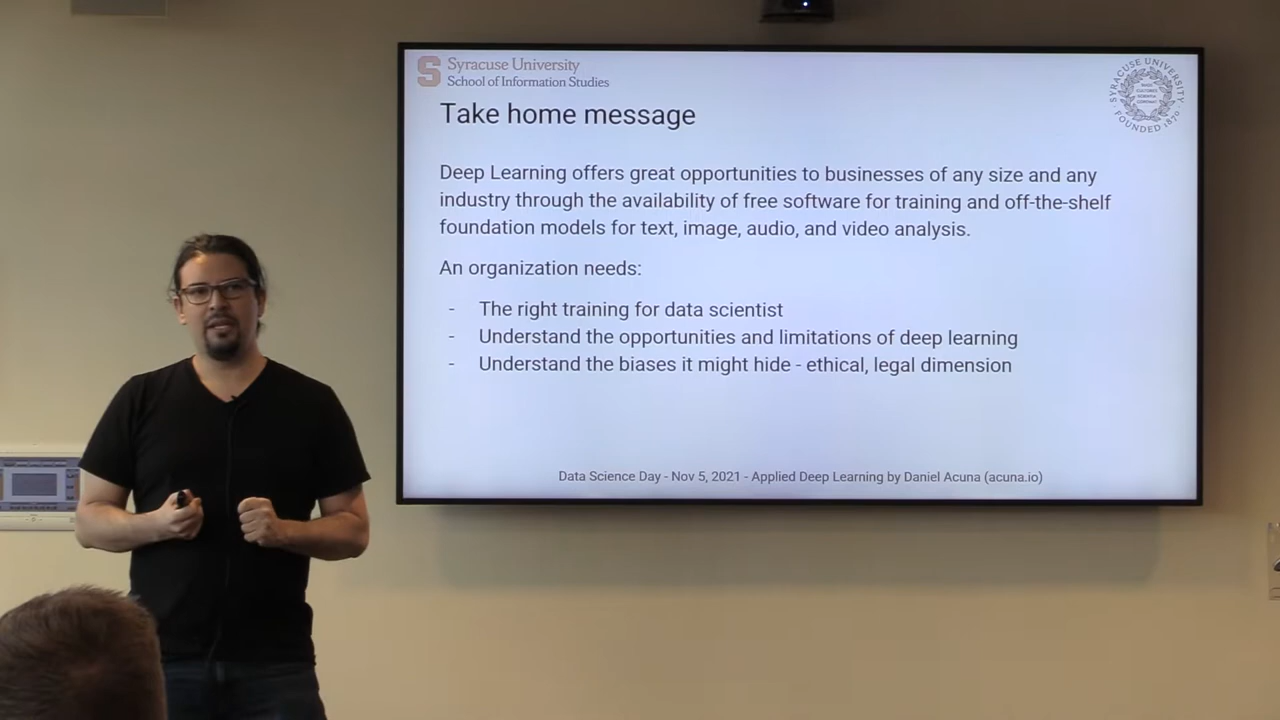 Syracuse University
School of Information Studies
SYRACUSE UNIVERSITY
FOUNDED 1870
Take home message
Deep Learning offers great opportunities to businesses of any size and any
industry through the availability of free software for training and off-the-shelf
foundation models for text, image, audio, and video analysis.
An organization needs:
- The right training for data scientist
- Understand the opportunities and limitations of deep learning
- Understand the biases it might hide - ethical, legal dimension
Data Science Day - Nov 5, 2021 - Applied Deep Learning by Daniel Acuna (acuna.io)